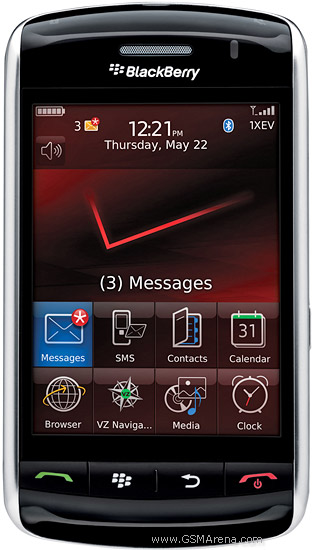 BlackBerry
3 12:21PM 1XEV
Thursday, May 22
(3) Messages
Messages SMS Contacts Calendar
31
Browser VZ Naviga... Media Clock
www.GSMArena.com